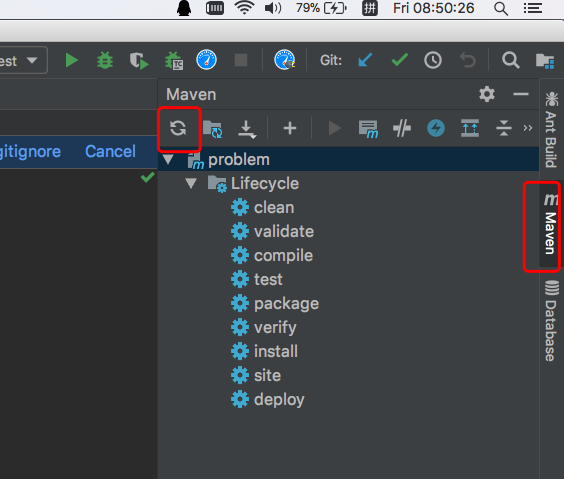 79% 拼 Fri 08:50:26
est Git:
Maven
gitignore Cancel
problem
Lifecycle
clean
validate
compile
test
package
verify
install
site
deploy
Ant Build
Maven
Database